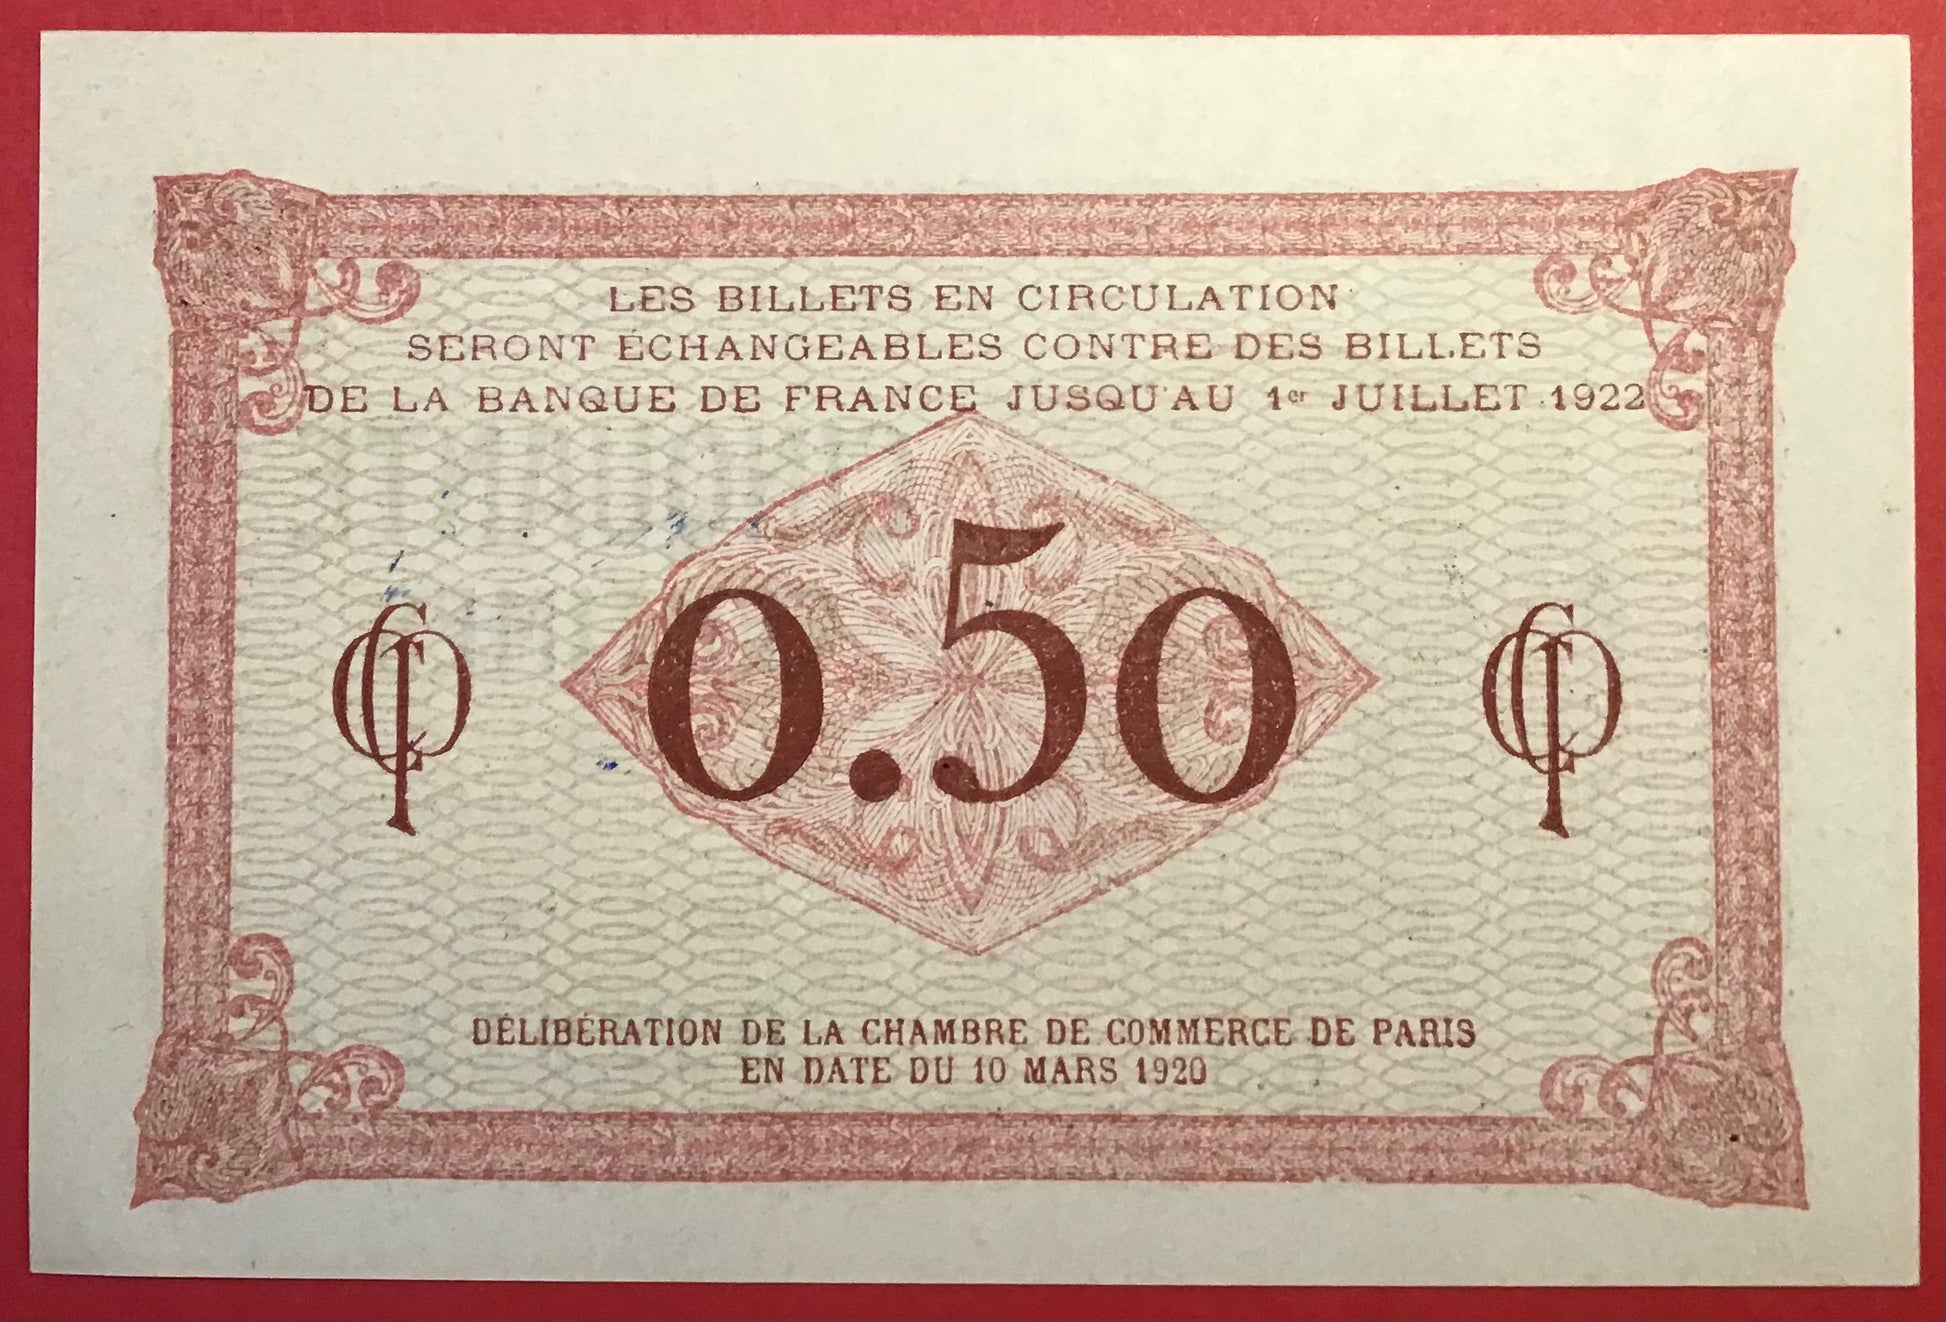 LES BILLETS EN CIRCULATION
SERONT ÉCHANGEABLES CONTRE DES BILLETS
DE LA BANQUE DE FRANCE JUSQU'AU 1er JUILLET 1922
0.50
DÉLIBÉRATION DE LA CHAMBRE DE COMMERCE DE PARIS
EN DATE DU 10 MARS 1920